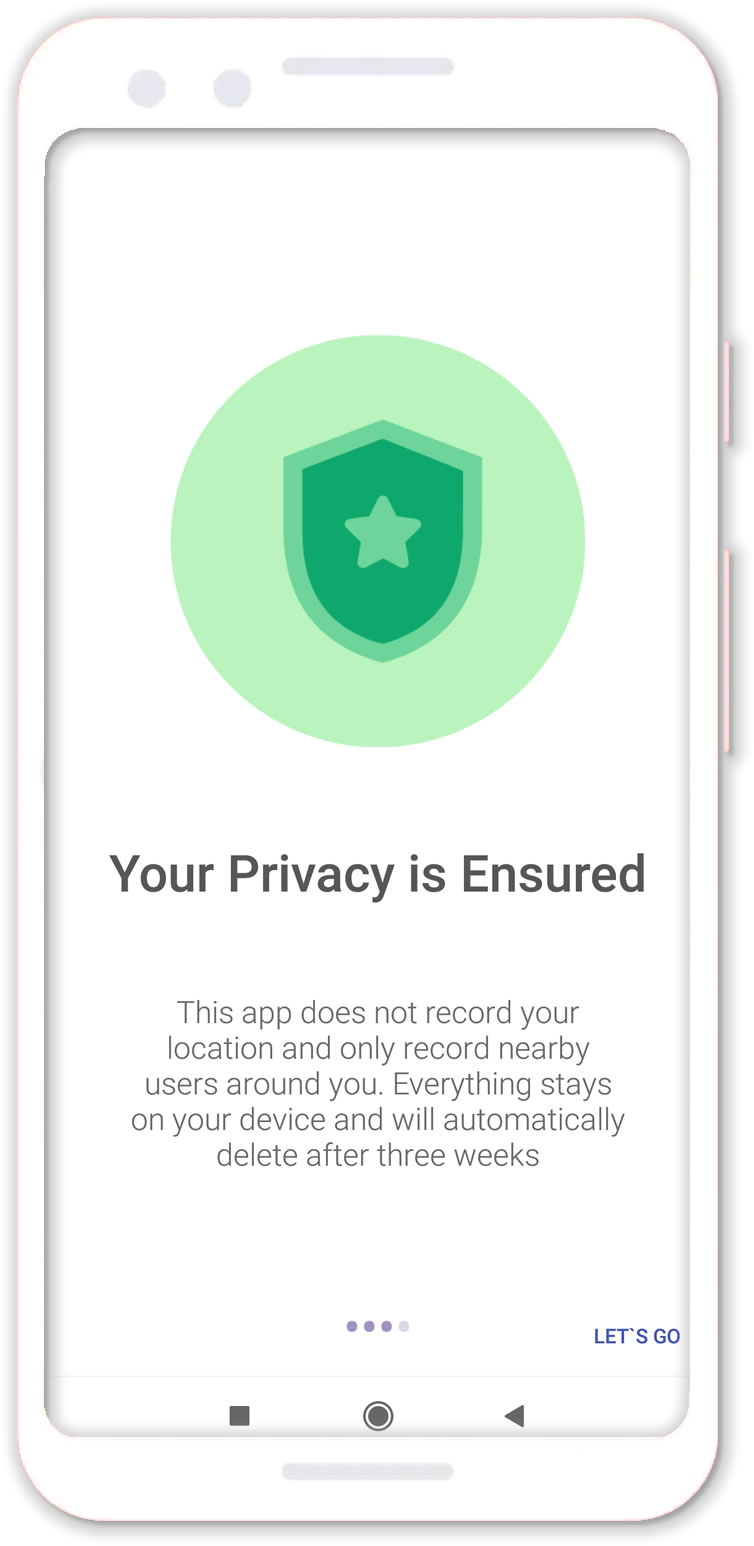 Your Privacy is Ensured
This app does not record your
location and only record nearby
users around you. Everything stays
on your device and will automatically
delete after three weeks
LET`S GO